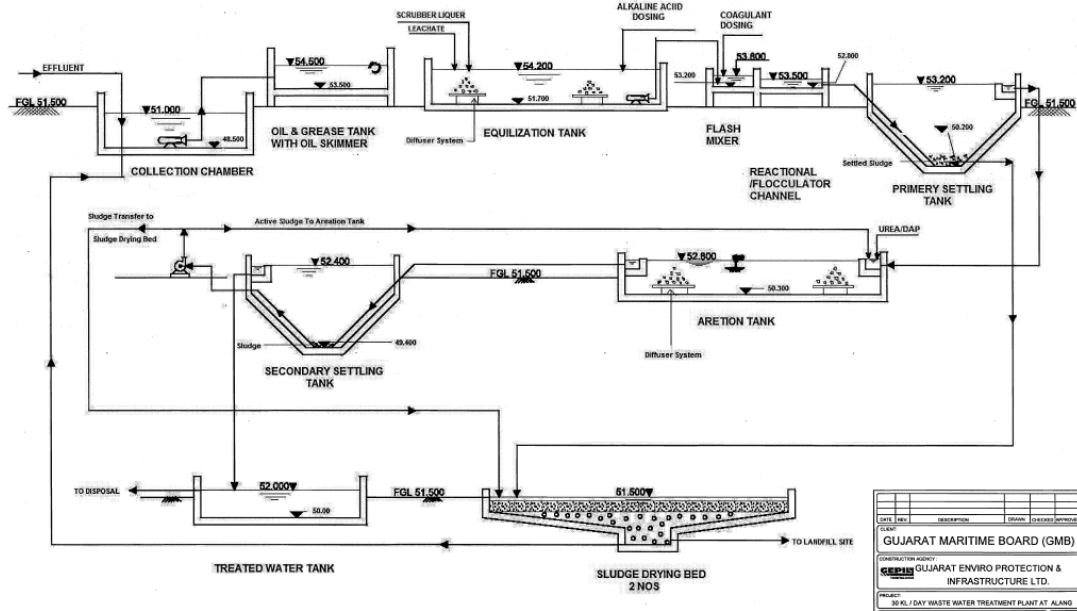 EFFLUENT
FGL 51.500
51.000
48.500
COLLECTION CHAMBER
54.500
53.500
OIL & GREASE TANK
WITH OIL SKIMMER
SCRUBBER LIQUER
LEACHATE
ALKALINE ACIID
DOSING
54.200
51.700
Diffuser System
EQUILIZATION TANK
COAGULANT
DOSING
53.200
53.800
53.500
52.800
FLASH
MIXER
REACTIONAL
/FLOCCULATOR
CHANNEL
53.200
FGL 51.500
50.200
Settled Sludge
PRIMERY SETTLING
TANK
Sludge Transfer to
Sludge Drying Bed
Active Sludge To Areation Tank
52.400
Sludge
49.400
SECONDARY SETTLING
TANK
FGL 51.500
UREA/DAP
52.800
50.300
Diffuser System
ARETION TANK
TO DISPOSAL
52.000
50.00
TREATED WATER TANK
FGL 51.500
51.500
TO LANDFILL SITE
SLUDGE DRYING BED
2 NOS
DATE REV. DESCRIPTION DRAWN CHECKED APPROVED
CLIENT
GUJARAT MARITIME BOARD (GMB)
CONSTRUCTION AGENCY:
GEPIL GUJARAT ENVIRO PROTECTION &
INFRASTRUCTURE LTD.
PROJECT:
30 KL / DAY WASTE WATER TREATMENT PLANT AT ALANG